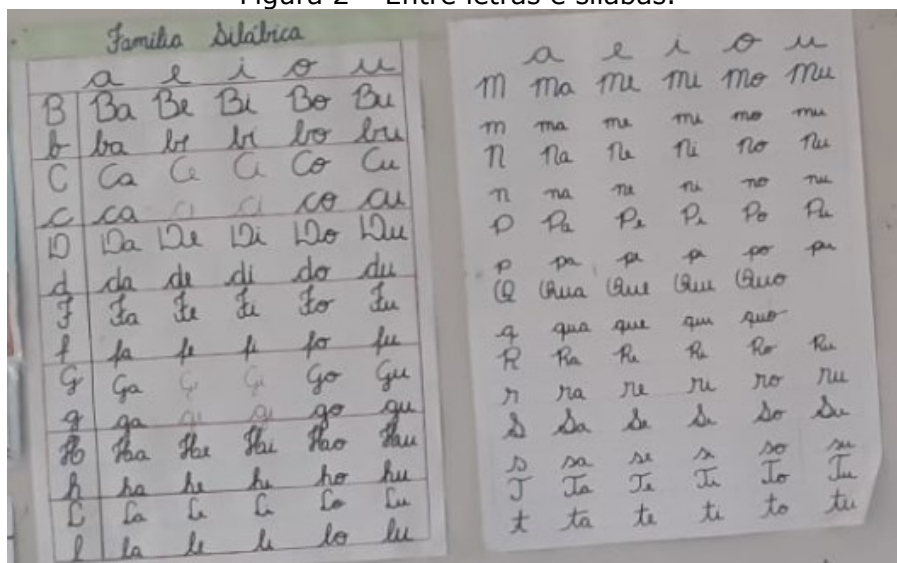 Figura 2 – Entre letras e sílabas.
Família Silábica
a e i o u
B Ba Be Bi Bo Bu
b ba be bi bo bu
C Ca Ce Ci Co Cu
c ca ce ci co cu
D Da De Di Do Du
d da de di do du
F Fa Fe Fi Fo Fu
f fa fe fi fo fu
G Ga Ge Gi Go Gu
g ga ge gi go gu
H Ha He Hi Ho Hu
h ha he hi ho hu
L La Le Li Lo Lu
l la le li lo lu
a e i o u
M Ma Me Mi Mo Mu
m ma me mi mo mu
N Na Ne Ni No Nu
n na ne ni no nu
P Pa Pe Pi Po Pu
p pa pe pi po pu
Q Qua Que Qui Quo
q qua que qui quo
R Ra Re Ri Ro Ru
r ra re ri ro ru
S Sa Se Si So Su
s sa se si so su
T Ta Te Ti To Tu
t ta te ti to tu